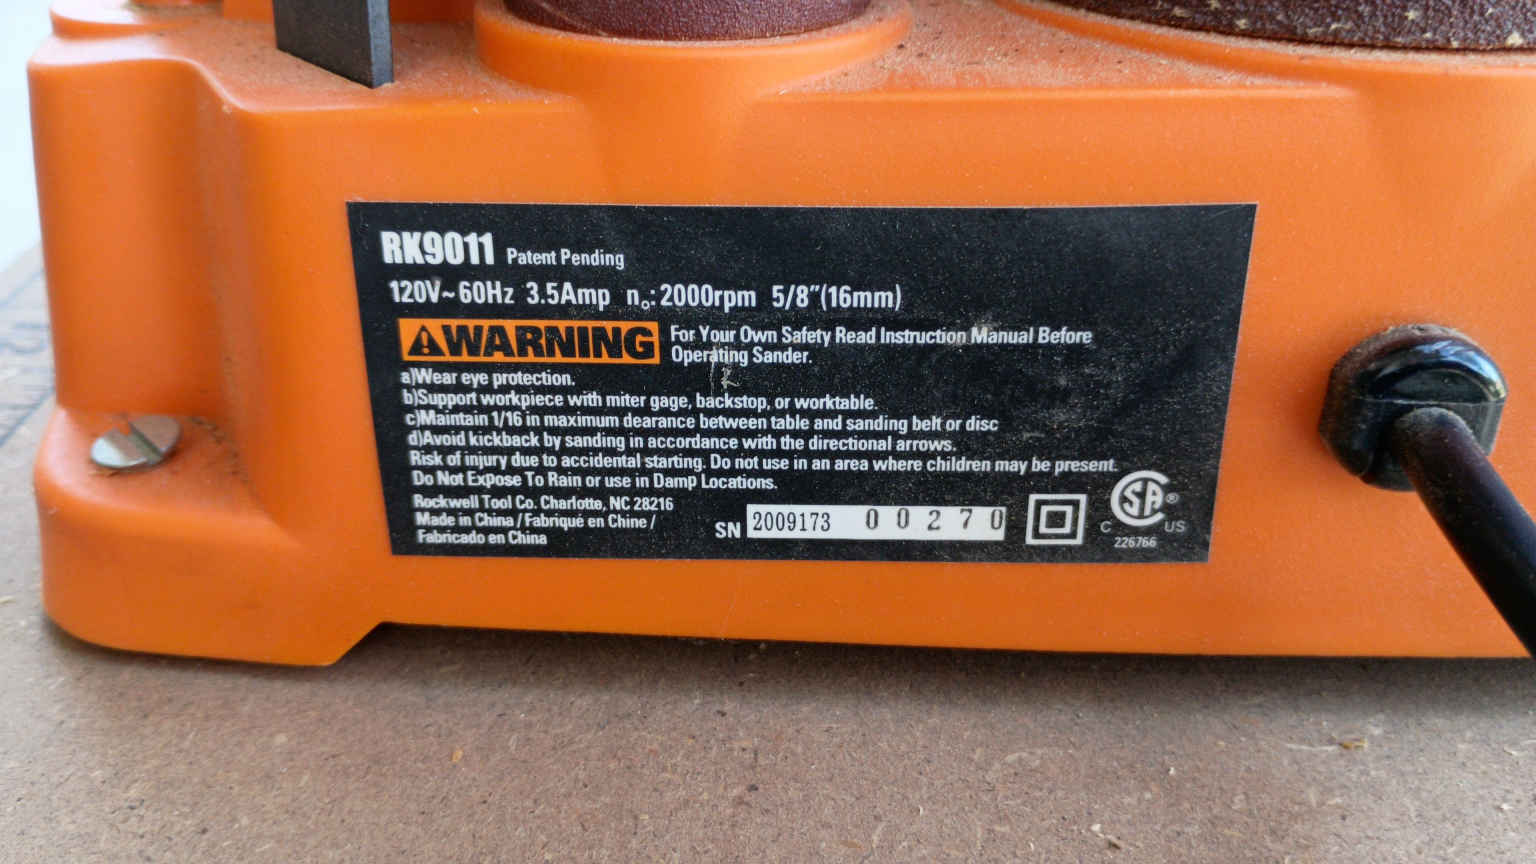 RK9011 Patent Pending
120V~60Hz 3.5Amp n₀:2000rpm 5/8"(16mm)
WARNING For Your Own Safety Read Instruction Manual Before
Operating Sander.
a)Wear eye protection.
b)Support workpiece with miter gage, backstop, or worktable.
c)Maintain 1/16 in maximum dearance between table and sanding belt or disc
d)Avoid kickback by sanding in accordance with the directional arrows.
Risk of injury due to accidental starting. Do not use in an area where children may be present.
Do Not Expose To Rain or use in Damp Locations.
Rockwell Tool Co. Charlotte, NC 28216
Made in China / Fabriqué en Chine /
Fabricado en China
SN 2009173 00270
C SA ® US
226766